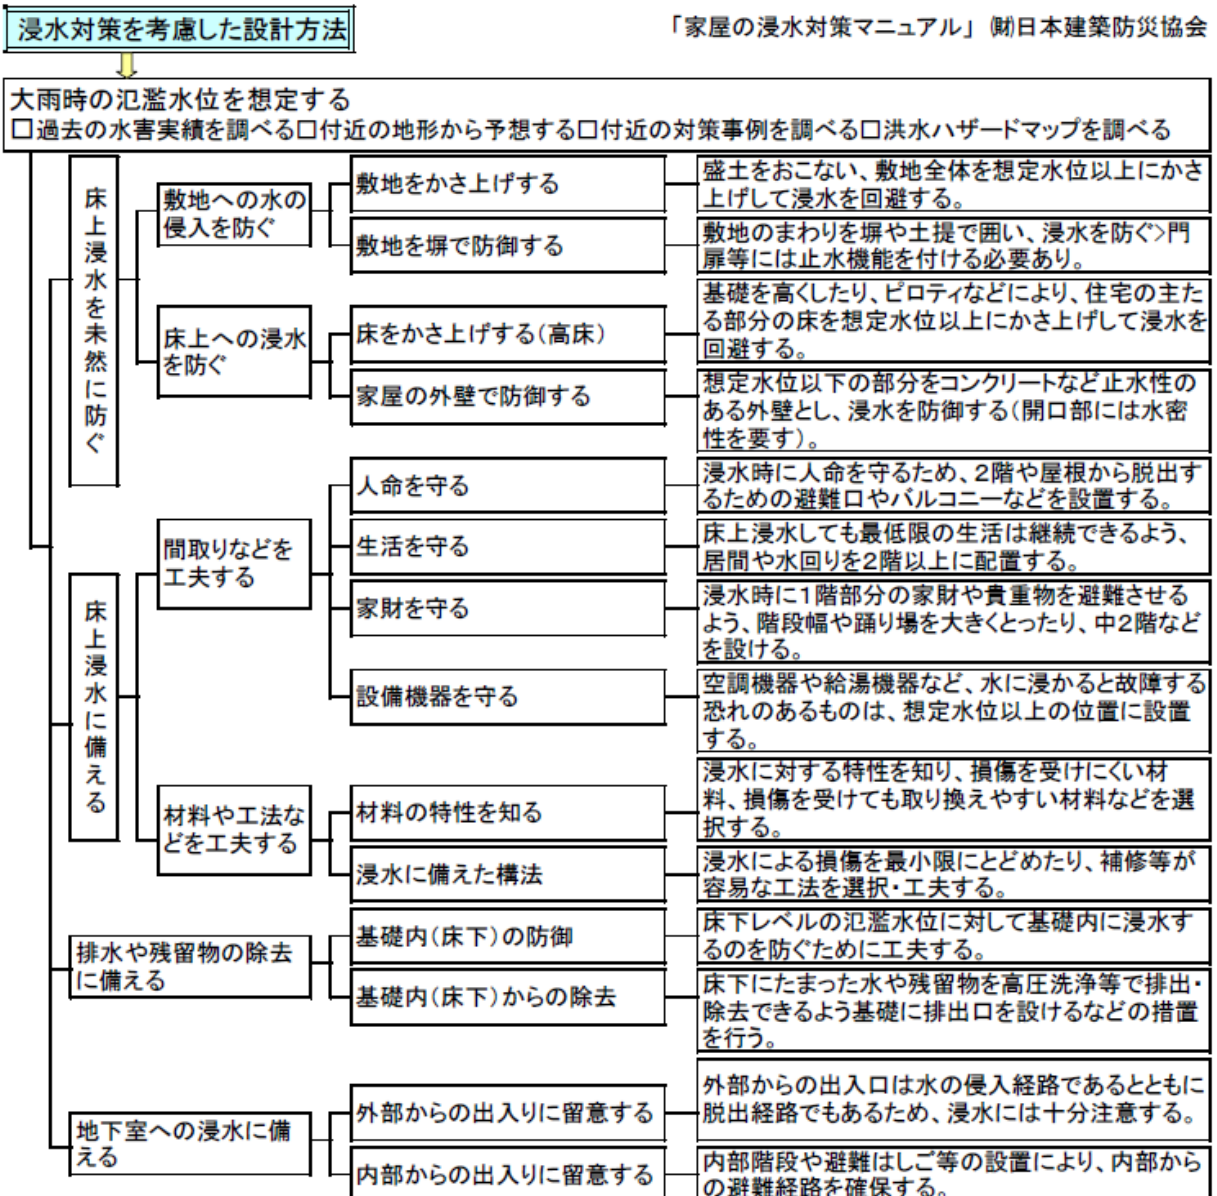 浸水対策を考慮した設計方法
「家屋の浸水対策マニュアル」 ㈶日本建築防災協会
大雨時の氾濫水位を想定する
□過去の水害実績を調べる□付近の地形から予想する□付近の対策事例を調べる□洪水ハザードマップを調べる
床上浸水を未然に防ぐ
敷地への水の
侵入を防ぐ
敷地をかさ上げする
盛土をおこない、敷地全体を想定水位以上にかさ
上げして浸水を回避する。
敷地を塀で防御する
敷地のまわりを塀や土提で囲い、浸水を防ぐ>門
扉等には止水機能を付ける必要あり。
床上への浸水
を防ぐ
床をかさ上げする(高床)
基礎を高くしたり、ピロティなどにより、住宅の主た
る部分の床を想定水位以上にかさ上げして浸水を
回避する。
家屋の外壁で防御する
想定水位以下の部分をコンクリートなど止水性の
ある外壁とし、浸水を防御する(開口部には水密
性を要す)。
床上浸水に備える
間取りなどを
工夫する
人命を守る
浸水時に人命を守るため、2階や屋根から脱出す
るための避難口やバルコニーなどを設置する。
生活を守る
床上浸水しても最低限の生活は継続できるよう、
居間や水回りを2階以上に配置する。
家財を守る
浸水時に1階部分の家財や貴重物を避難させる
よう、階段幅や踊り場を大きくとったり、中2階など
を設ける。
設備機器を守る
空調機器や給湯機器など、水に浸かると故障する
恐れのあるものは、想定水位以上の位置に設置
する。
材料や工法な
どを工夫する
材料の特性を知る
浸水に対する特性を知り、損傷を受けにくい材
料、損傷を受けても取り換えやすい材料などを選
択する。
浸水に備えた構法
浸水による損傷を最小限にとどめたり、補修等が
容易な工法を選択・工夫する。
排水や残留物の除去
に備える
基礎内(床下)の防御
床下レベルの氾濫水位に対して基礎内に浸水す
るのを防ぐために工夫する。
基礎内(床下)からの除去
床下にたまった水や残留物を高圧洗浄等で排出・
除去できるよう基礎に排出口を設けるなどの措置
を行う。
地下室への浸水に備
える
外部からの出入りに留意する
外部からの出入口は水の侵入経路であるとともに
脱出経路でもあるため、浸水には十分注意する。
内部からの出入りに留意する
内部階段や避難はしご等の設置により、内部から
の避難経路を確保する。